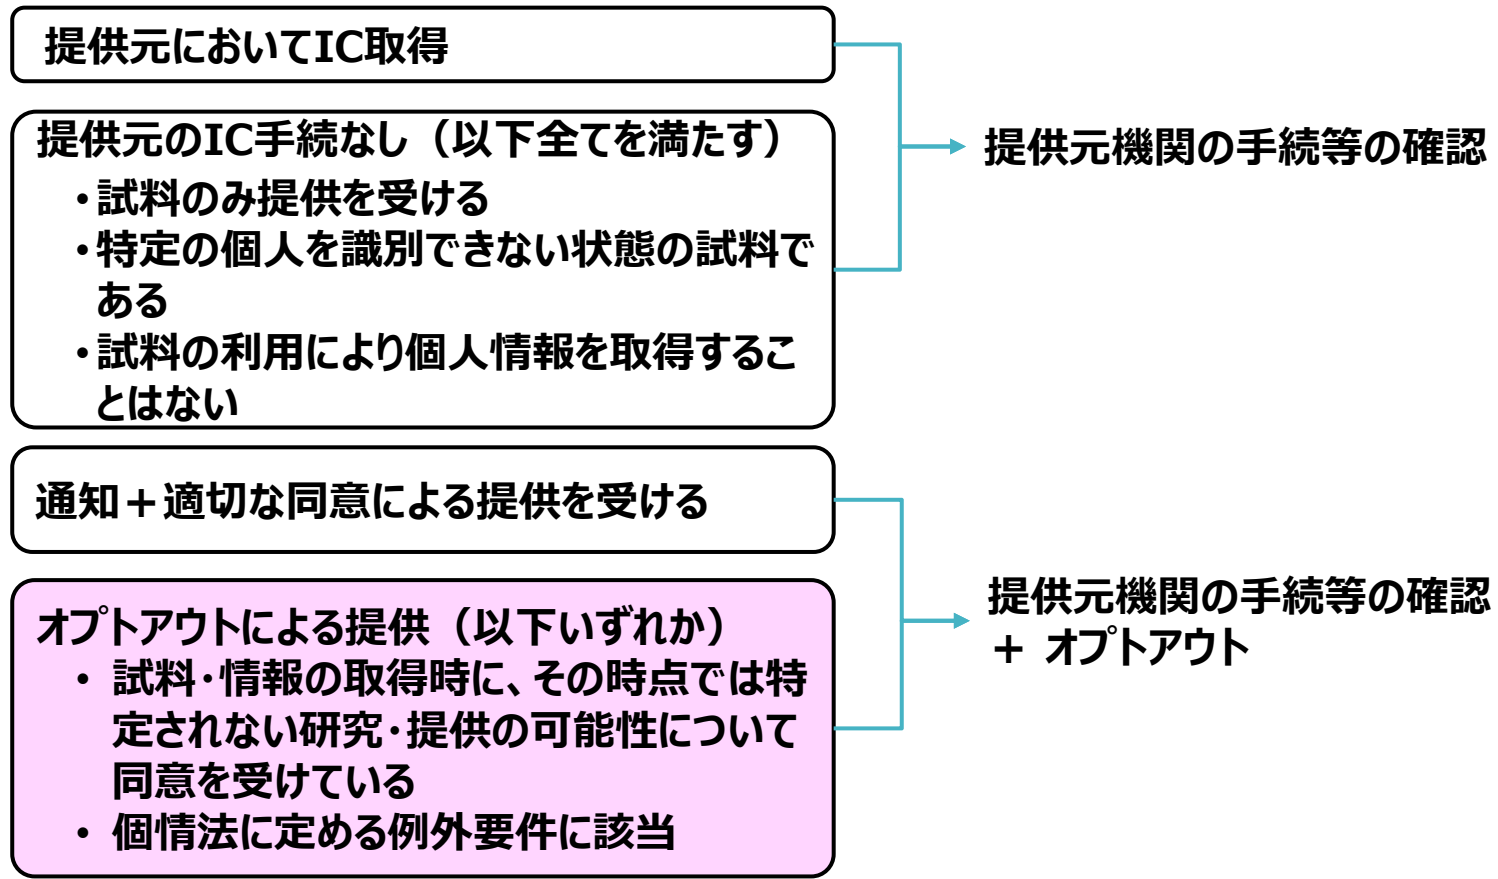 提供元においてIC取得
提供元のIC手続なし（以下全てを満たす）
・試料のみ提供を受ける
・特定の個人を識別できない状態の試料で
ある
・試料の利用により個人情報を取得するこ
とはない
提供元機関の手続等の確認
通知＋適切な同意による提供を受ける
オプトアウトによる提供（以下いずれか）
• 試料・情報の取得時に、その時点では特
定されない研究・提供の可能性について
同意を受けている
• 個情法に定める例外要件に該当
提供元機関の手続等の確認
＋ オプトアウト